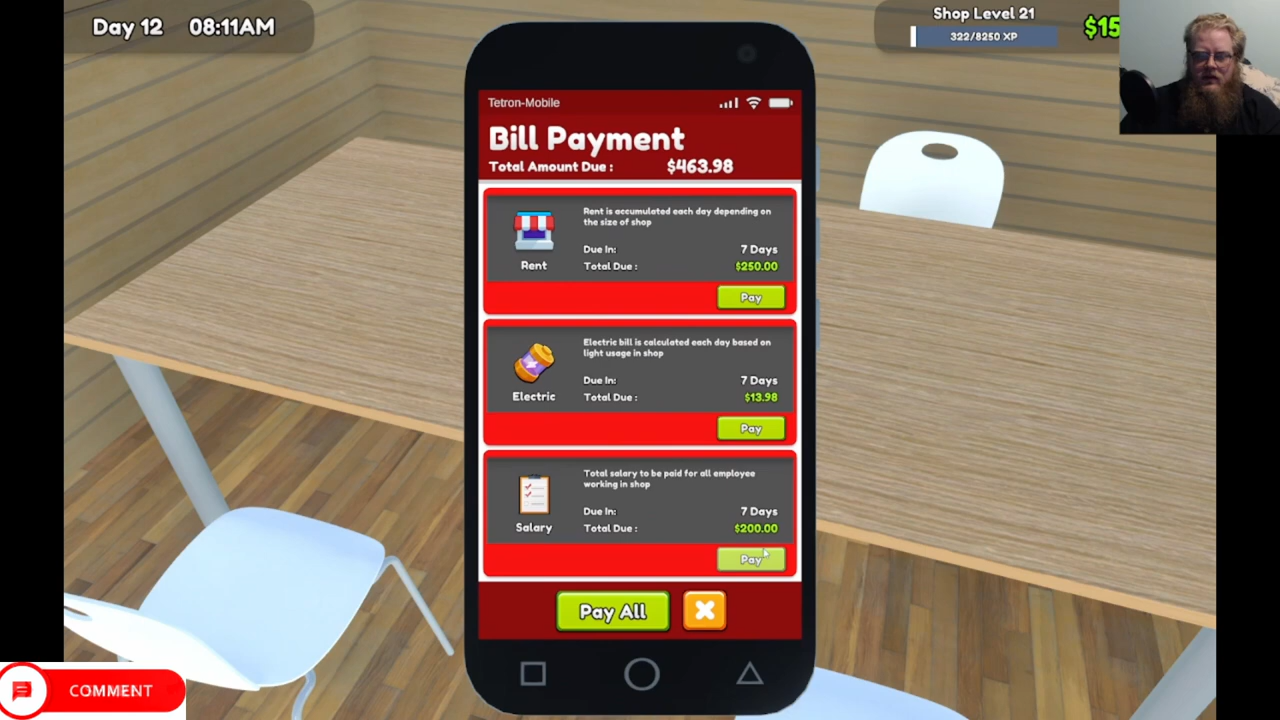 Day 12 08:11AM
Shop Level 21
322/8250 XP
$15
Tetron-Mobile
Bill Payment
Total Amount Due : $463.98
Rent is accumulated each day depending on
the size of shop
Due In: 7 Days
Total Due : $250.00
Rent
Pay
Electric bill is calculated each day based on
light usage in shop
Due In: 7 Days
Total Due : $13.98
Electric
Pay
Total salary to be paid for all employee
working in shop
Due In: 7 Days
Total Due : $200.00
Salary
Pay
Pay All
COMMENT